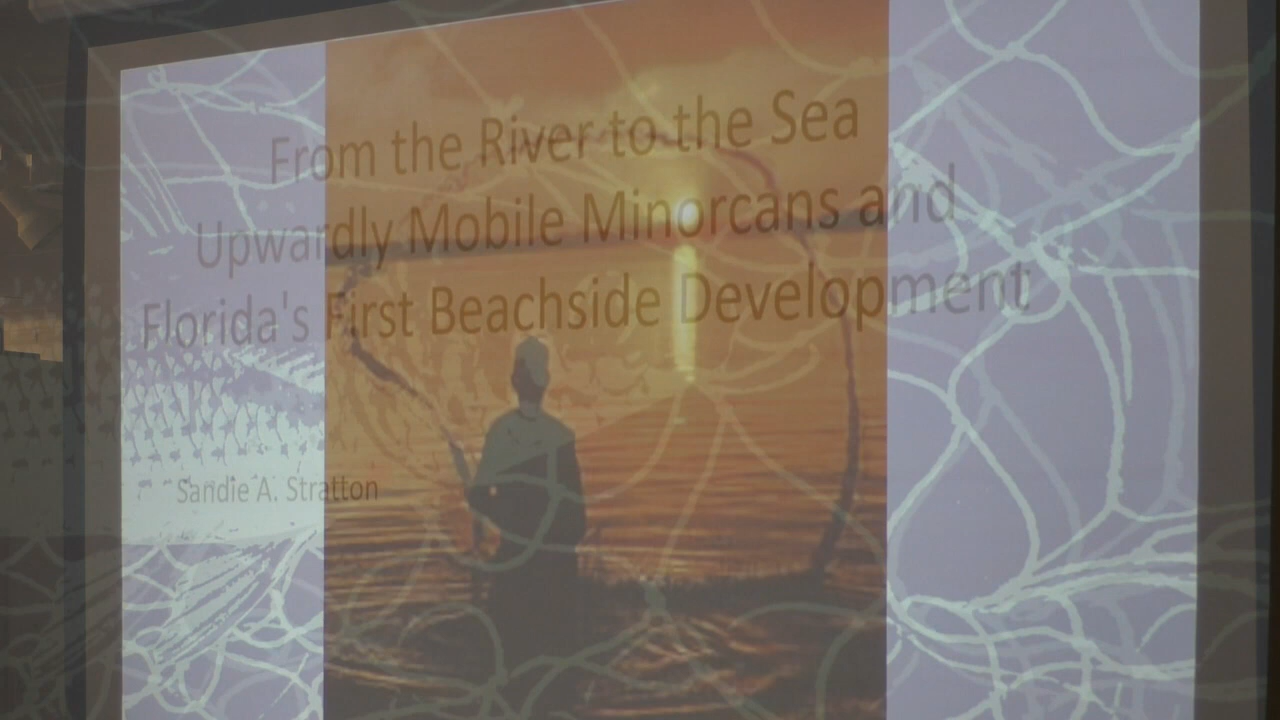 From the River to the Sea
Upwardly Mobile Minorcans and
Florida's First Beachside Development
Sandie A. Stratton